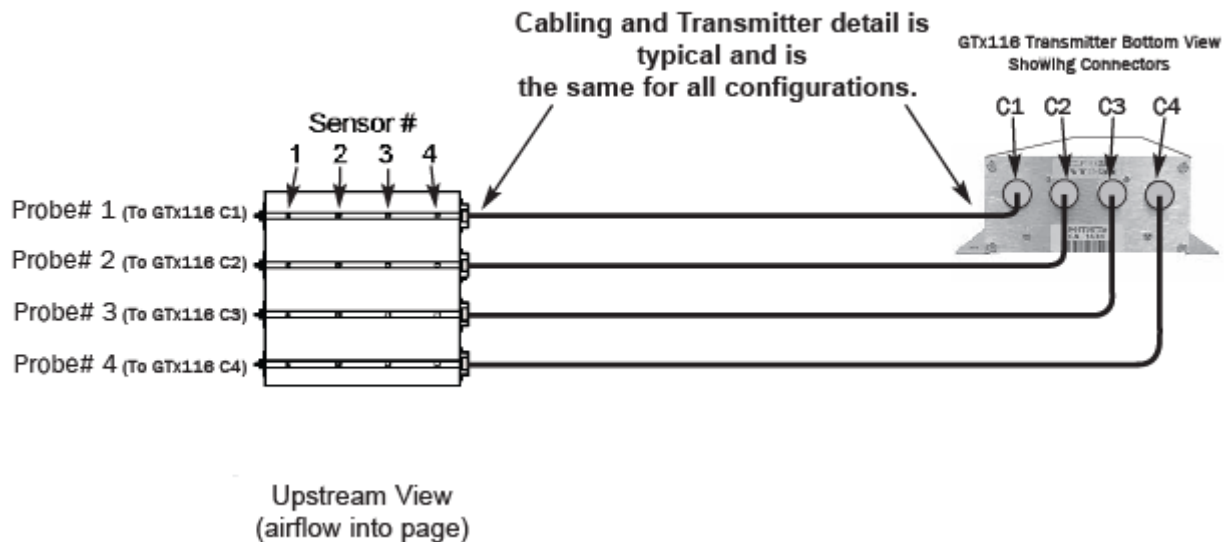 Cabling and Transmitter detail is
typical and is
the same for all configurations.
GTx116 Transmitter Bottom View
Showing Connectors
C1 C2 C3 C4
Sensor #
1 2 3 4
Probe# 1 (To GTx116 C1)
Probe# 2 (To GTx116 C2)
Probe# 3 (To GTx116 C3)
Probe# 4 (To GTx116 C4)
Upstream View
(airflow into page)